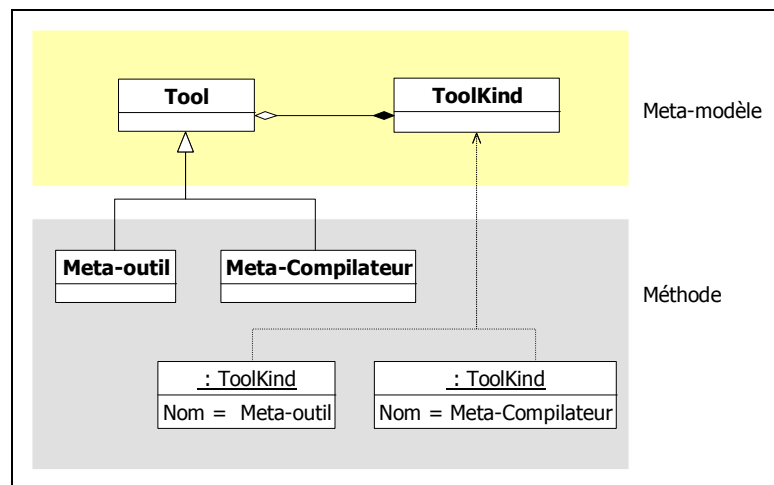 Tool
ToolKind
Meta-modèle
Meta-outil
Meta-Compilateur
Méthode
: ToolKind
Nom = Meta-outil
: ToolKind
Nom = Meta-Compilateur